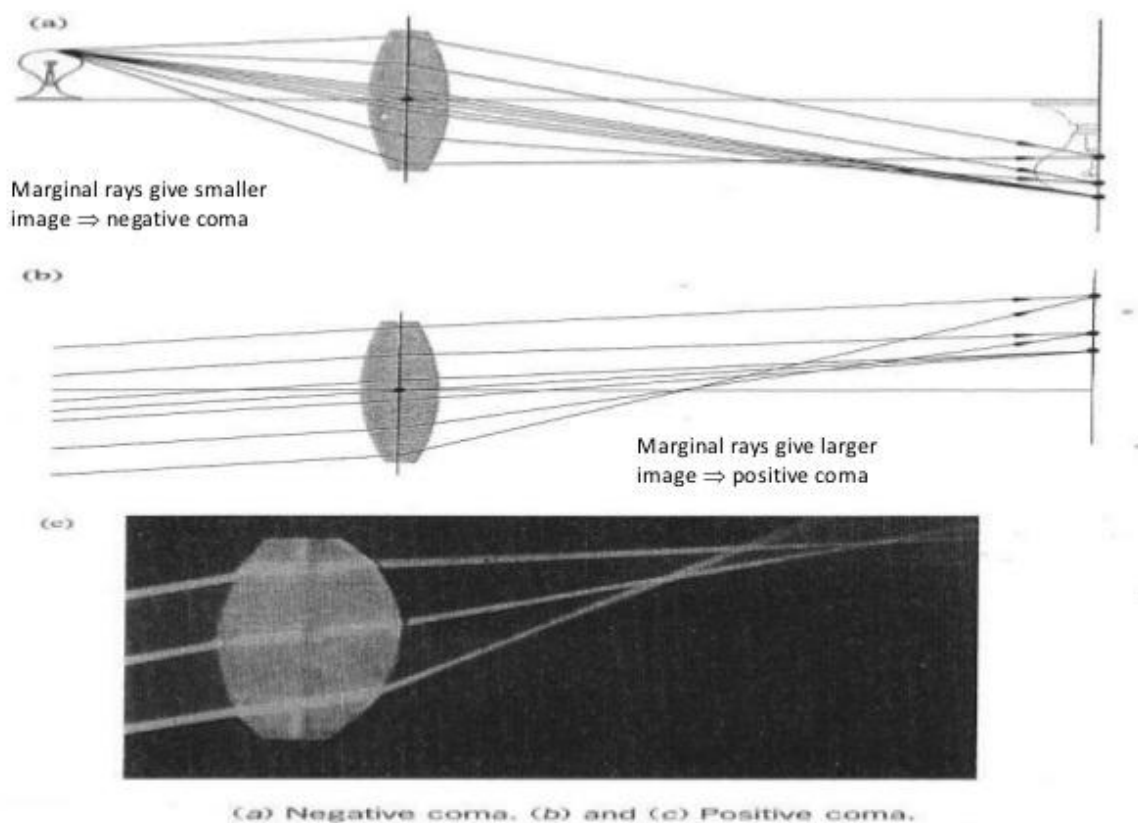 (a)
Marginal rays give smaller
image ⇒ negative coma
(b)
Marginal rays give larger
image ⇒ positive coma
(c)
(a) Negative coma. (b) and (c) Positive coma.